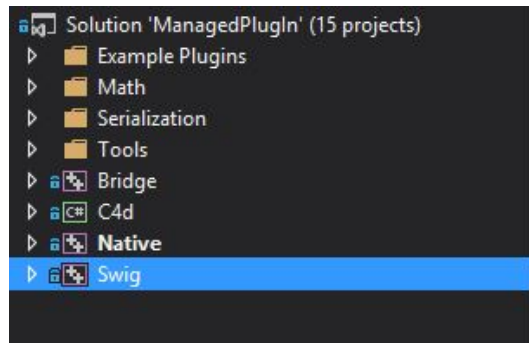 Solution 'ManagedPlugIn' (15 projects)
Example Plugins
Math
Serialization
Tools
Bridge
C# C4d
Native
Swig